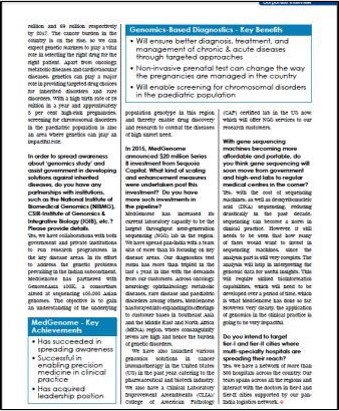 million and 69 million respectively
by 2017. The cancer burden in the
country is on the rise, so we can
expect genetic markers to play a vital
role in selecting the right drug for the
right patient. Apart from oncology,
metabolic diseases and cardiovascular
diseases, genetics can play a major
role in providing targeted drug choices
for inherited disorders and rare
disorders. With a high birth rate of 26
million in a year and approximately
5 per cent high-risk pregnancies,
screening for chromosomal disorders
in the paediatric population is also
an area where genetics can play an
impactful role.
In order to spread awareness
about 'genomics study' and
assist government in developing
solutions against inherited
diseases, do you have any
partnerships with institutions,
such as the National Institute of
Biomedical Genomics (NIBMG),
CSIR-Institute of Genomics &
Integrative Biology (IGIB), etc.?
Please provide details.
Yes, we have collaborations with both
government and private institutions
to run research programmes in
the key disease areas in its effort
to address the genetic problems
prevailing in the Indian subcontinent.
MedGenome has partnered with
GenomeAsia 100K, a consortium
aimed at sequencing 100,000 Asian
genomes. The objective is to gain
an understanding of the underlying
MedGenome - Key
Achievements
• Has succeeded in
spreading awareness
• Successful in
enabling precision
medicine in clinical
practice
• Has acquired
leadership position
Genomics-Based Diagnostics - Key Benefits
• Will ensure better diagnosis, treatment, and
management of chronic & acute diseases
through targeted approaches
• Non-invasive prenatal test can change the way
the pregnancies are managed in the country
• Will enable screening for chromosomal disorders
in the paediatric population
population genotype in this region
and thereby enable drug discovery
and research to combat the diseases
of high unmet need.
In 2015, MedGenome
announced $20 million Series
B investment from Sequoia
Capital. What kind of scaling
and enhancement measures
were undertaken post this
investment? Do you have
more such investments in
the pipeline?
MedGenome has increased its
current laboratory capacity to be the
largest throughput next-generation
sequencing (NGS) lab in the region.
We have spread pan-India with a team
of more than 55 focusing on key
disease areas. Our diagnostics test
menu has more than tripled in the
last 1 year in line with the demands
from our customers. Across oncology,
neurology, ophthalmology, metabolic
diseases, rare disease and paediatric
disorders among others, MedGenome
has begun also expanding its offerings
to customer bases in Southeast Asia
and the Middle East and North Africa
(MENA) region, where consanguinity
levels are high and hence the burden
of genetic disorders.
We have also launched various
genomics solutions in cancer
immunotherapy in the United States
(US) in the past year catering to the
pharmaceutical and biotech industry.
We also have a Clinical Laboratory
Improvement Amendments (CLIA)/
College of American Pathology
(CAP) certified lab in the US now
which will offer NGS services to our
research customers.
With gene sequencing
machines becoming more
affordable and portable, do
you think gene sequencing will
soon move from government
and high-end labs to regular
medical centres in the corner?
Yes, with the cost of sequencing
machines, as well as deoxyribonucleic
acid (DNA) sequencing, reducing
drastically in the past decade,
sequencing can become a norm in
clinical practice. However, it still
needs to be seen that how many
of them would want to invest in
sequencing machines, since the
analysis part is still very complex. The
analysis will help in interpreting the
genomic data for useful insights. This
will require skilled bioinformatics
capabilities, which will need to be
developed over a period of time, which
is what MedGenome has done so far.
However, very clearly, the application
of genomics in the clinical practice is
going to be very impactful.
Do you intend to target
tier-I and tier-II cities where
multi-specialty hospitals are
spreading their reach?
Yes. We have a network of more than
500 hospitals across the country. Our
team spans across all the regions and
interact with the doctors in tier-I and
tier-II cities supported by our pan-
India logistics network.